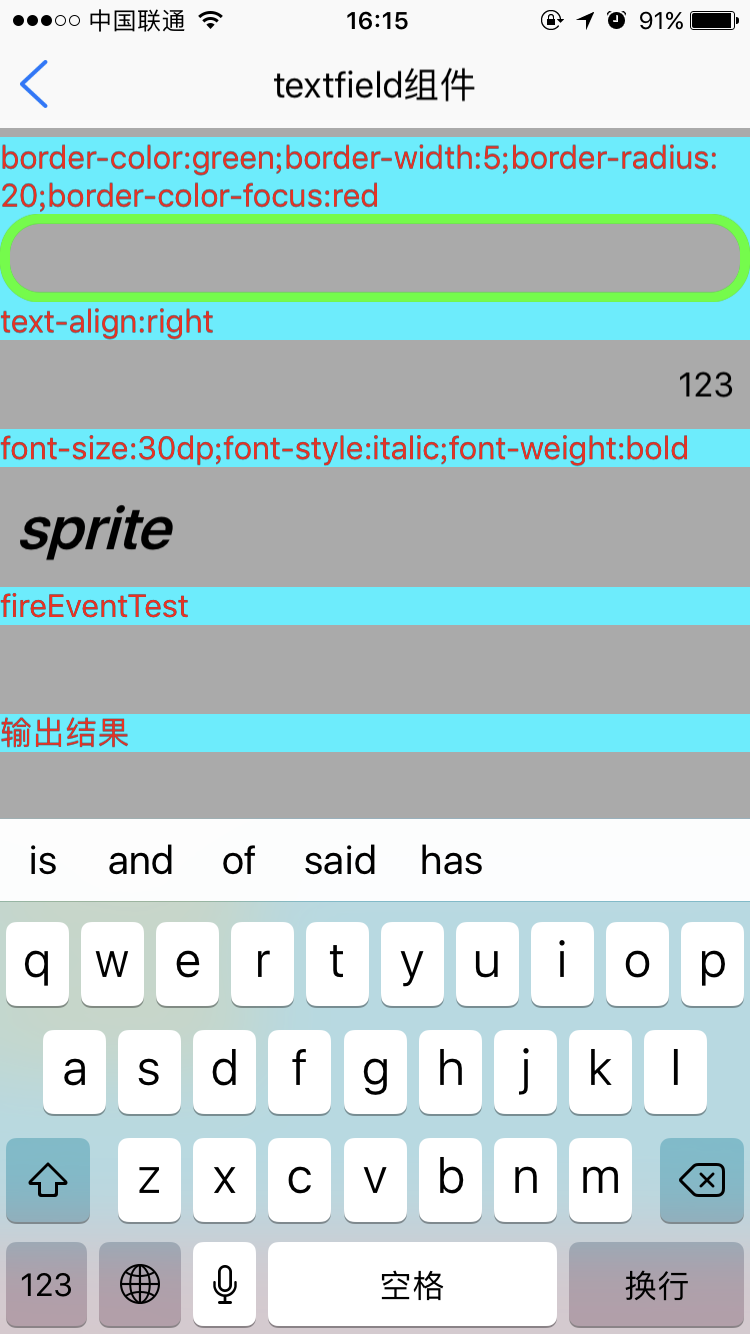 中国联通 16:15 91%
textfield组件
border-color:green;border-width:5;border-radius:
20;border-color-focus:red
text-align:right
123
font-size:30dp;font-style:italic;font-weight:bold
sprite
fireEventTest
输出结果
is and of said has
q w e r t y u i o p
a s d f g h j k l
z x c v b n m
123 空格 换行